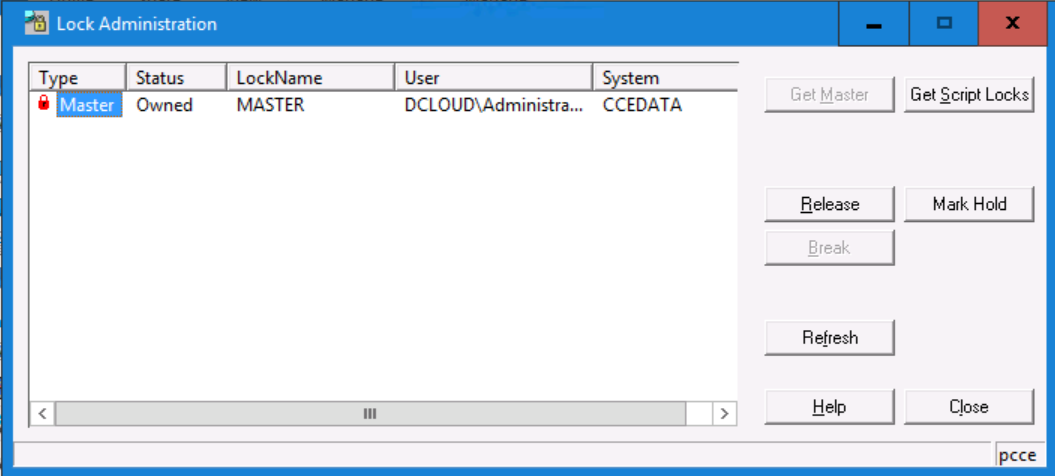 Lock Administration
Type Status LockName User System
Master Owned MASTER DCLOUD\Administra... CCEDATA
Get Master Get Script Locks
Release Mark Hold
Break
Refresh
Help Close
pcce